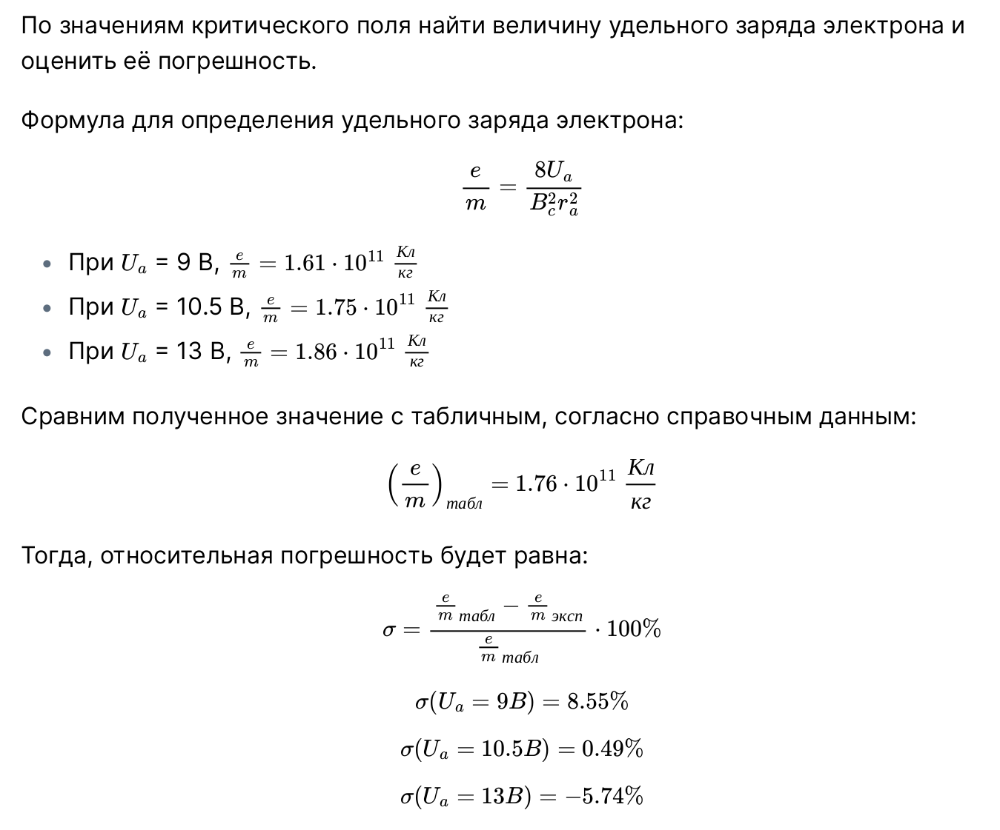 По значениям критического поля найти величину удельного заряда электрона и
оценить её погрешность.
Формула для определения удельного заряда электрона:
$\frac{e}{m} = \frac{8U_a}{B_c^2 r_a^2}$
• При $U_a$ = 9 В, $\frac{e}{m} = 1.61 \cdot 10^{11} \frac{Кл}{кг}$
• При $U_a$ = 10.5 В, $\frac{e}{m} = 1.75 \cdot 10^{11} \frac{Кл}{кг}$
• При $U_a$ = 13 В, $\frac{e}{m} = 1.86 \cdot 10^{11} \frac{Кл}{кг}$
Сравним полученное значение с табличным, согласно справочным данным:
$\left(\frac{e}{m}\right)_{табл} = 1.76 \cdot 10^{11} \frac{Кл}{кг}$
Тогда, относительная погрешность будет равна:
$\sigma = \frac{\frac{e}{m}_{табл} - \frac{e}{m}_{эксп}}{\frac{e}{m}_{табл}} \cdot 100\%$
$\sigma(U_a = 9B) = 8.55\%$
$\sigma(U_a = 10.5B) = 0.49\%$
$\sigma(U_a = 13B) = -5.74\%$